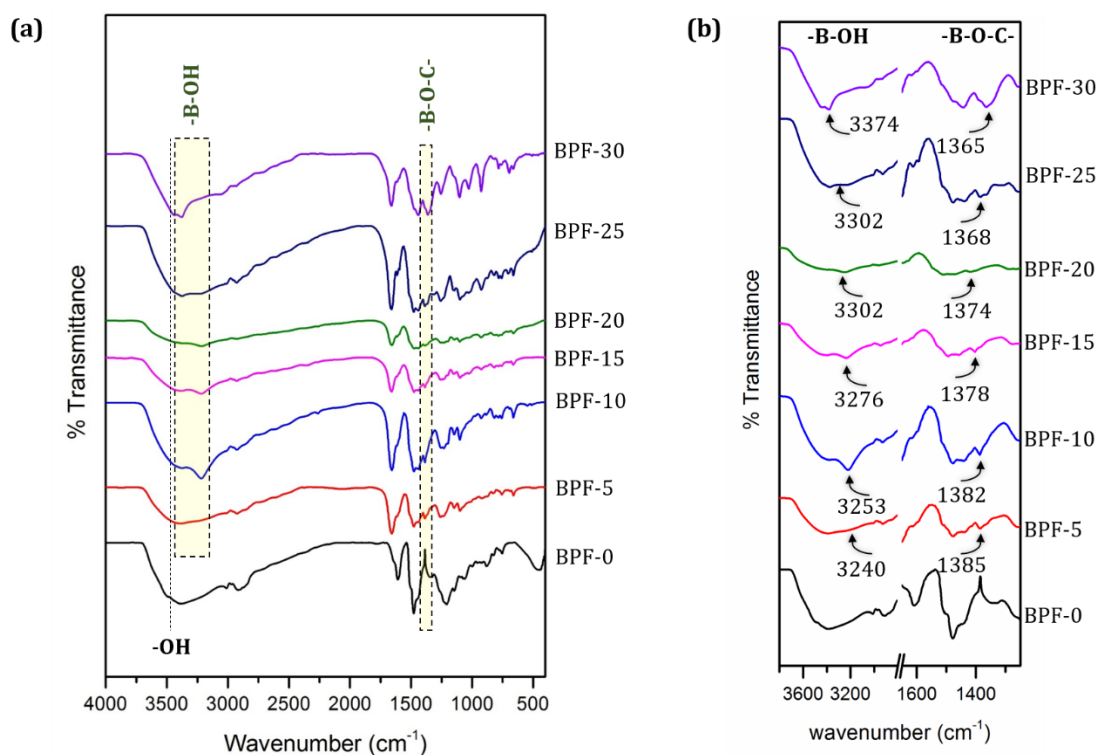 (a)
-B-OH
-B-O-C-
BPF-30
BPF-25
BPF-20
BPF-15
BPF-10
BPF-5
BPF-0
-OH
% Transmittance
4000 3500 3000 2500 2000 1500 1000 500
Wavenumber (cm⁻¹)
(b)
-B-OH -B-O-C-
BPF-30
3374 1365
BPF-25
3302 1368
BPF-20
3302 1374
BPF-15
3276 1378
BPF-10
3253 1382
BPF-5
3240 1385
BPF-0
% Transmittance
3600 3200 1600 1400
wavenumber (cm⁻¹)